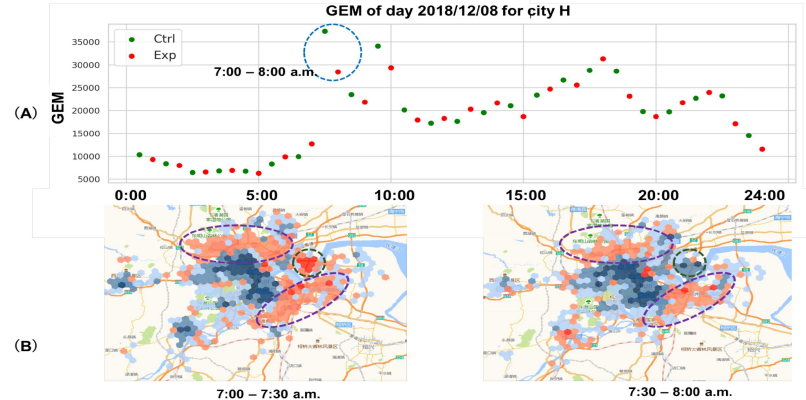 GEM of day 2018/12/08 for city H
Ctrl
Exp
7:00 – 8:00 a.m.
(A)
GEM
35000
30000
25000
20000
15000
10000
5000
0:00 5:00 10:00 15:00 20:00 24:00
(B)
7:00 – 7:30 a.m. 7:30 – 8:00 a.m.